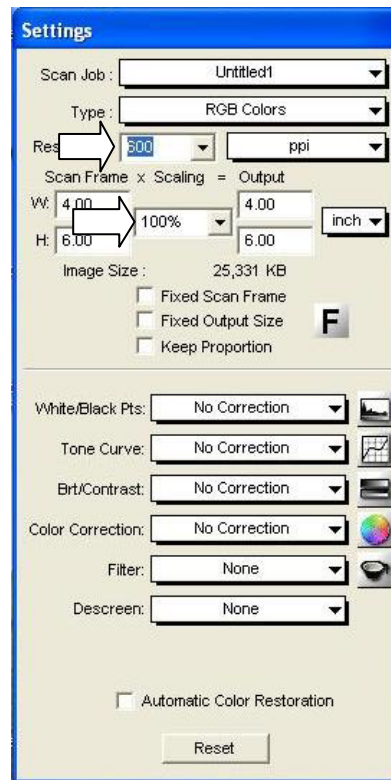 Settings
Scan Job : Untitled1
Type : RGB Colors
Res 600 ppi
Scan Frame x Scaling = Output
W: 4.00 4.00
100% inch
H: 6.00 6.00
Image Size : 25,331 KB
Fixed Scan Frame
Fixed Output Size
F
Keep Proportion
White/Black Pts: No Correction
Tone Curve: No Correction
Brt/Contrast: No Correction
Color Correction: No Correction
Filter: None
Descreen: None
Automatic Color Restoration
Reset